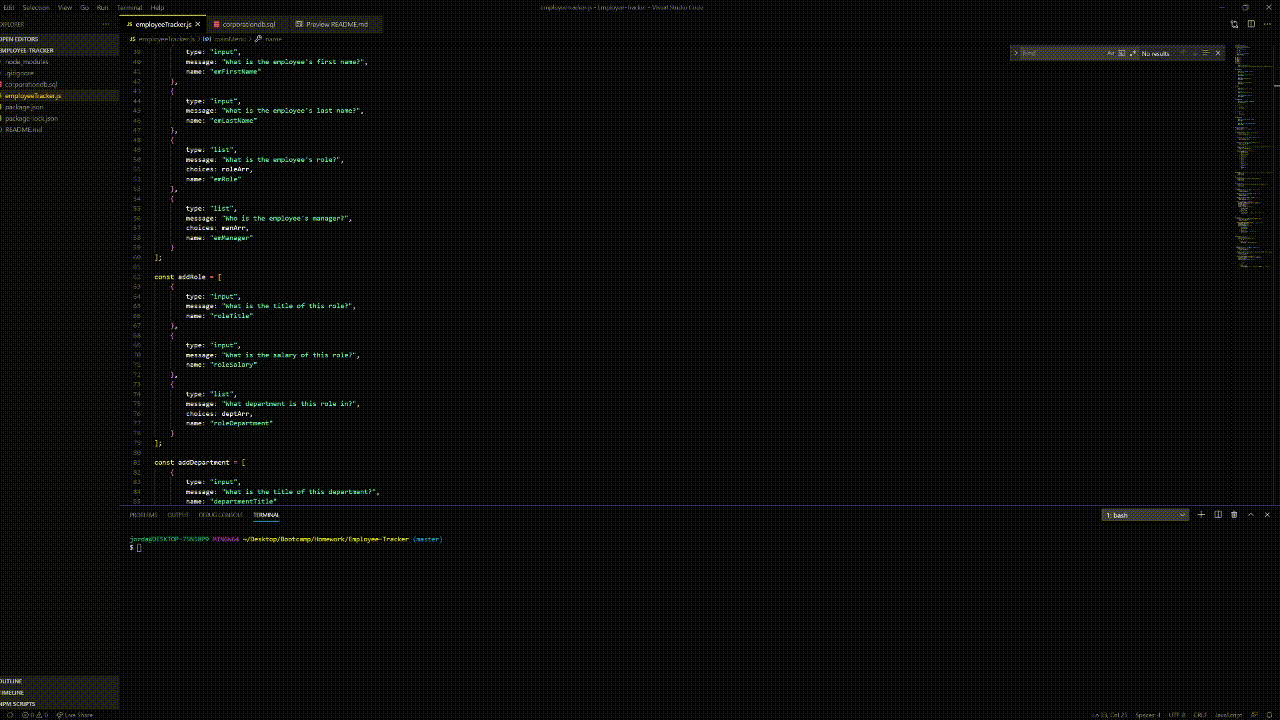 Edit Selection View Go Run Terminal Help
employeeTracker.js - Employee-Tracker - Visual Studio Code
EXPLORER
OPEN EDITORS
EMPLOYEE-TRACKER
node_modules
.gitignore
corporationdb.sql
employeeTracker.js
package.json
package-lock.json
README.md
OUTLINE
TIMELINE
NPM SCRIPTS
JS employeeTracker.js
corporationdb.sql
Preview README.md
JS employeeTracker.js > mainMenu > name
Find
Aa
No results
39 type: "input",
40 message: "What is the employee's first name?",
41 name: "emFirstName"
42 },
43 {
44 type: "input",
45 message: "What is the employee's last name?",
46 name: "emLastName"
47 },
48 {
49 type: "list",
50 message: "What is the employee's role?",
51 choices: roleArr,
52 name: "emRole"
53 },
54 {
55 type: "list",
56 message: "Who is the employee's manager?",
57 choices: manArr,
58 name: "emManager"
59 }
60 ];
61
62 const addRole = [
63 {
64 type: "input",
65 message: "What is the title of this role?",
66 name: "roleTitle"
67 },
68 {
69 type: "input",
70 message: "What is the salary of this role?",
71 name: "roleSalary"
72 },
73 {
74 type: "list",
75 message: "What department is this role in?",
76 choices: deptArr,
77 name: "roleDepartment"
78 }
79 ];
80
81 const addDepartment = [
82 {
83 type: "input",
84 message: "What is the title of this department?",
85 name: "departmentTitle"
PROBLEMS OUTPUT DEBUG CONSOLE TERMINAL
1: bash
MINGW64 ~/Desktop/Bootcamp/Homework/Employee-Tracker (master)
$
0 0 Live Share
Ln 33, Col 25 Spaces: 4 UTF-8 CRLF JavaScript